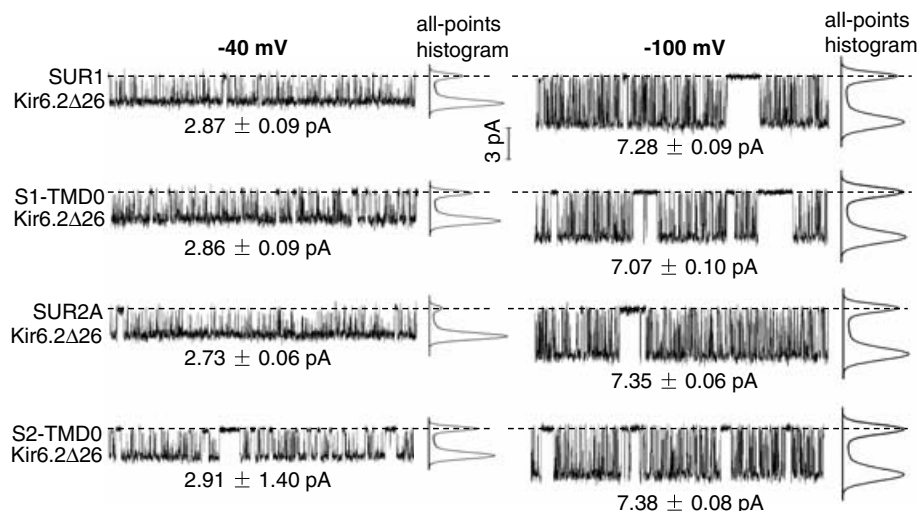 -40 mV
all-points
histogram
-100 mV
all-points
histogram
SUR1
Kir6.2Δ26
2.87 ± 0.09 pA
3 pA
7.28 ± 0.09 pA
S1-TMD0
Kir6.2Δ26
2.86 ± 0.09 pA
7.07 ± 0.10 pA
SUR2A
Kir6.2Δ26
2.73 ± 0.06 pA
7.35 ± 0.06 pA
S2-TMD0
Kir6.2Δ26
2.91 ± 1.40 pA
7.38 ± 0.08 pA